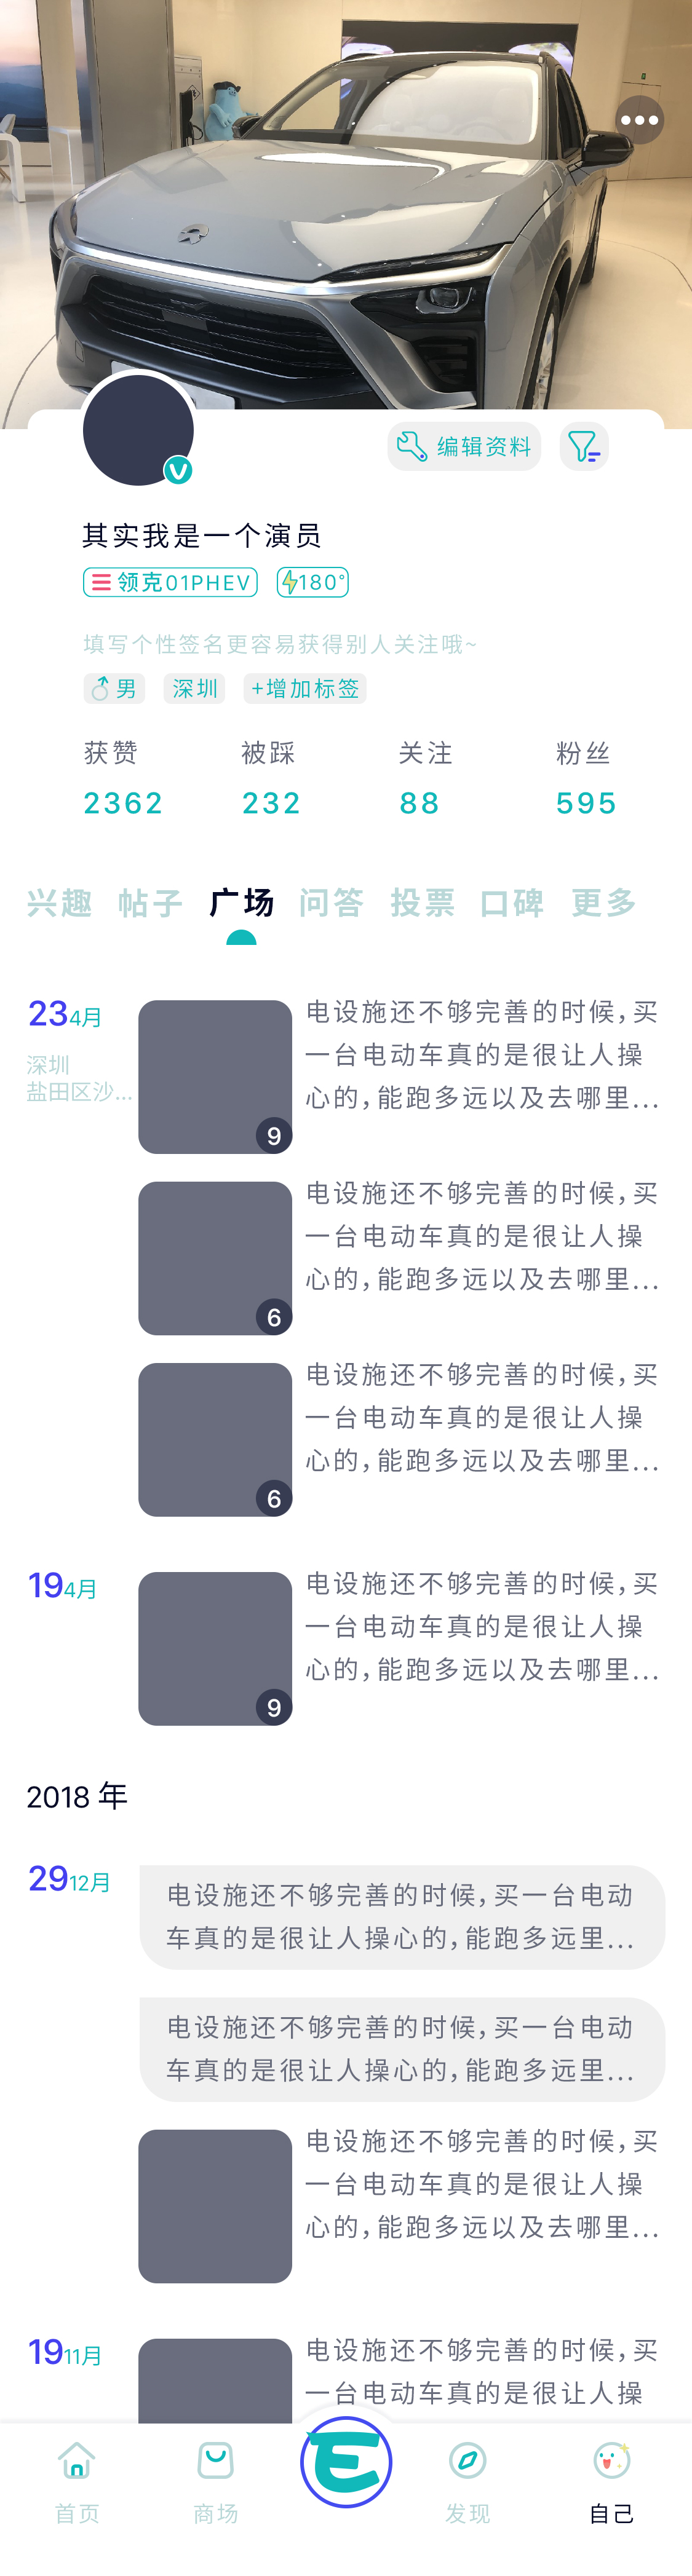 编辑资料
其实我是一个演员
领克01PHEV 180°
填写个性签名更容易获得别人关注哦~
男 深圳 +增加标签
获赞 被踩 关注 粉丝
2362 232 88 595
兴趣 帖子 广场 问答 投票 口碑 更多
23 4月
深圳
盐田区沙...
9
电设施还不够完善的时候,买
一台电动车真的是很让人操
心的,能跑多远以及去哪里...
6
电设施还不够完善的时候,买
一台电动车真的是很让人操
心的,能跑多远以及去哪里...
6
电设施还不够完善的时候,买
一台电动车真的是很让人操
心的,能跑多远以及去哪里...
19 4月
9
电设施还不够完善的时候,买
一台电动车真的是很让人操
心的,能跑多远以及去哪里...
2018 年
29 12月
电设施还不够完善的时候,买一台电动
车真的是很让人操心的,能跑多远里...
电设施还不够完善的时候,买一台电动
车真的是很让人操心的,能跑多远里...
电设施还不够完善的时候,买
一台电动车真的是很让人操
心的,能跑多远以及去哪里...
19 11月
电设施还不够完善的时候,买
一台电动车真的是很让人操
E
首页 商场 发现 自己